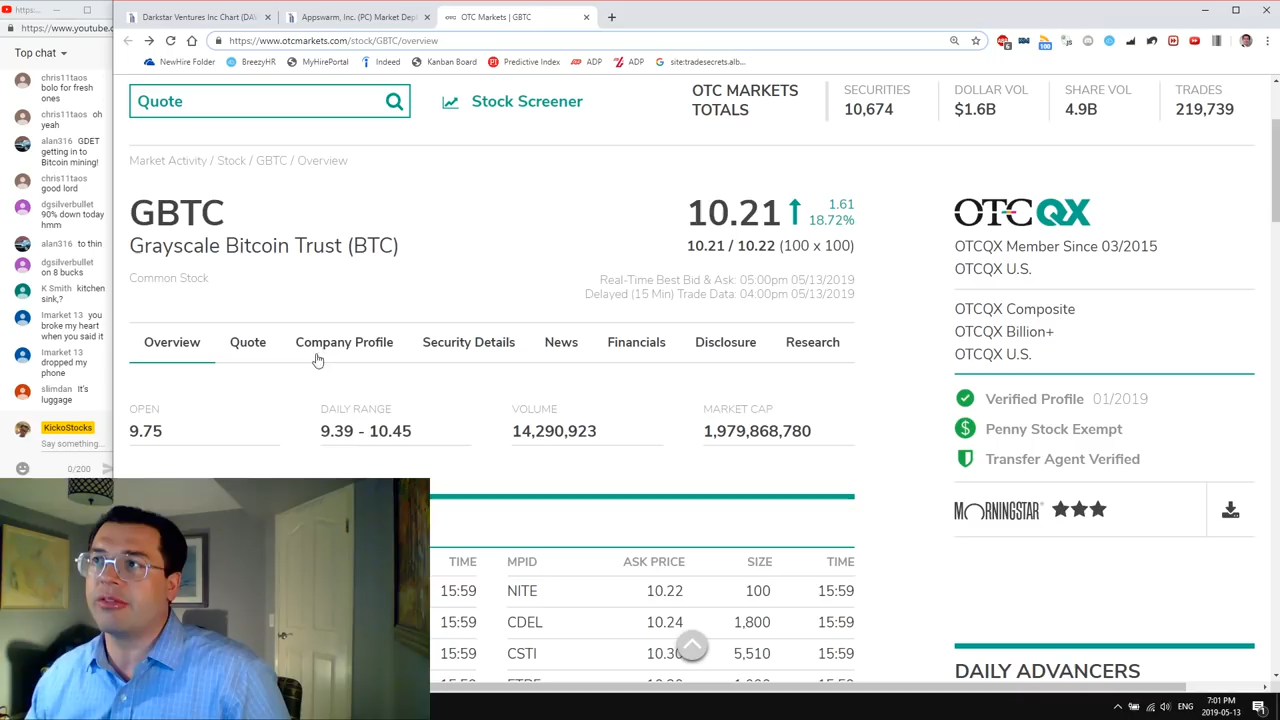 https:...
https://www.youtube.c
Top chat
chris11taos
bolo for fresh
ones
chris11taos oh
yeah
alan316 GDET
getting in to
Bitcoin mining!
chris11taos
good lord
dgsilverbullet
90% down today
hmm
alan316 to thin
dgsilverbullet
on 8 bucks
K Smith kitchen
sink,?
Imarket 13 you
broke my heart
when you said it
Imarket 13
dropped my
phone
slimdan it's
luggage
KickoStocks
Say something...
0/200
Darkstar Ventures Inc Chart (DAV
Appswarm, Inc. (PC) Market Dep
OTC Markets | GBTC
https://www.otcmarkets.com/stock/GBTC/overview
NewHire Folder
BreezyHR
MyHirePortal
Indeed
Kanban Board
Predictive Index
ADP
ADP
site:tradesecrets.alb...
Quote
Stock Screener
OTC MARKETS
TOTALS
SECURITIES
10,674
DOLLAR VOL
$1.6B
SHARE VOL
4.9B
TRADES
219,739
Market Activity / Stock / GBTC / Overview
GBTC
Grayscale Bitcoin Trust (BTC)
Common Stock
10.21
1.61
18.72%
10.21 / 10.22 (100 x 100)
Real-Time Best Bid & Ask: 05:00pm 05/13/2019
Delayed (15 Min) Trade Data: 04:00pm 05/13/2019
Overview
Quote
Company Profile
Security Details
News
Financials
Disclosure
Research
OPEN
9.75
DAILY RANGE
9.39 - 10.45
VOLUME
14,290,923
MARKET CAP
1,979,868,780
TIME MPID ASK PRICE SIZE TIME
15:59 NITE 10.22 100 15:59
15:59 CDEL 10.24 1,800 15:59
15:59 CSTI 10.30 5,510 15:59
OTCQX
OTCQX Member Since 03/2015
OTCQX U.S.
OTCQX Composite
OTCQX Billion+
OTCQX U.S.
Verified Profile 01/2019
Penny Stock Exempt
Transfer Agent Verified
MORNINGSTAR
DAILY ADVANCERS
ENG
7:01 PM
2019-05-13